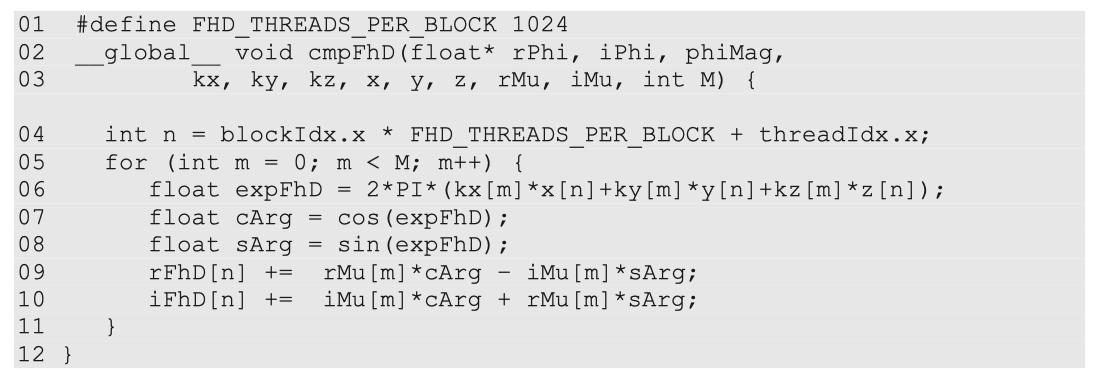 01 #define FHD_THREADS_PER_BLOCK 1024
02 __global__ void cmpFhD(float* rPhi, iPhi, phiMag,
03 kx, ky, kz, x, y, z, rMu, iMu, int M) {
04 int n = blockIdx.x * FHD_THREADS_PER_BLOCK + threadIdx.x;
05 for (int m = 0; m < M; m++) {
06 float expFhD = 2*PI*(kx[m]*x[n]+ky[m]*y[n]+kz[m]*z[n]);
07 float cArg = cos(expFhD);
08 float sArg = sin(expFhD);
09 rFhD[n] += rMu[m]*cArg – iMu[m]*sArg;
10 iFhD[n] += iMu[m]*cArg + rMu[m]*sArg;
11 }
12 }